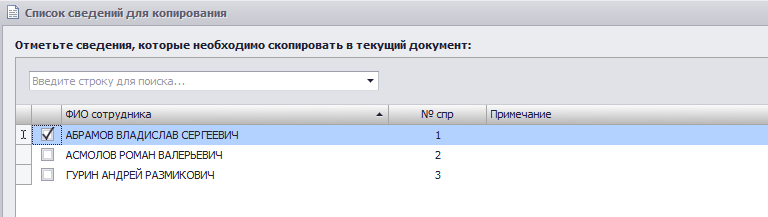 Список сведений для копирования
Отметьте сведения, которые необходимо скопировать в текущий документ:
Введите строку для поиска...
ФИО сотрудника № спр Примечание
АБРАМОВ ВЛАДИСЛАВ СЕРГЕЕВИЧ 1
АСМОЛОВ РОМАН ВАЛЕРЬЕВИЧ 2
ГУРИН АНДРЕЙ РАЗМИКОВИЧ 3